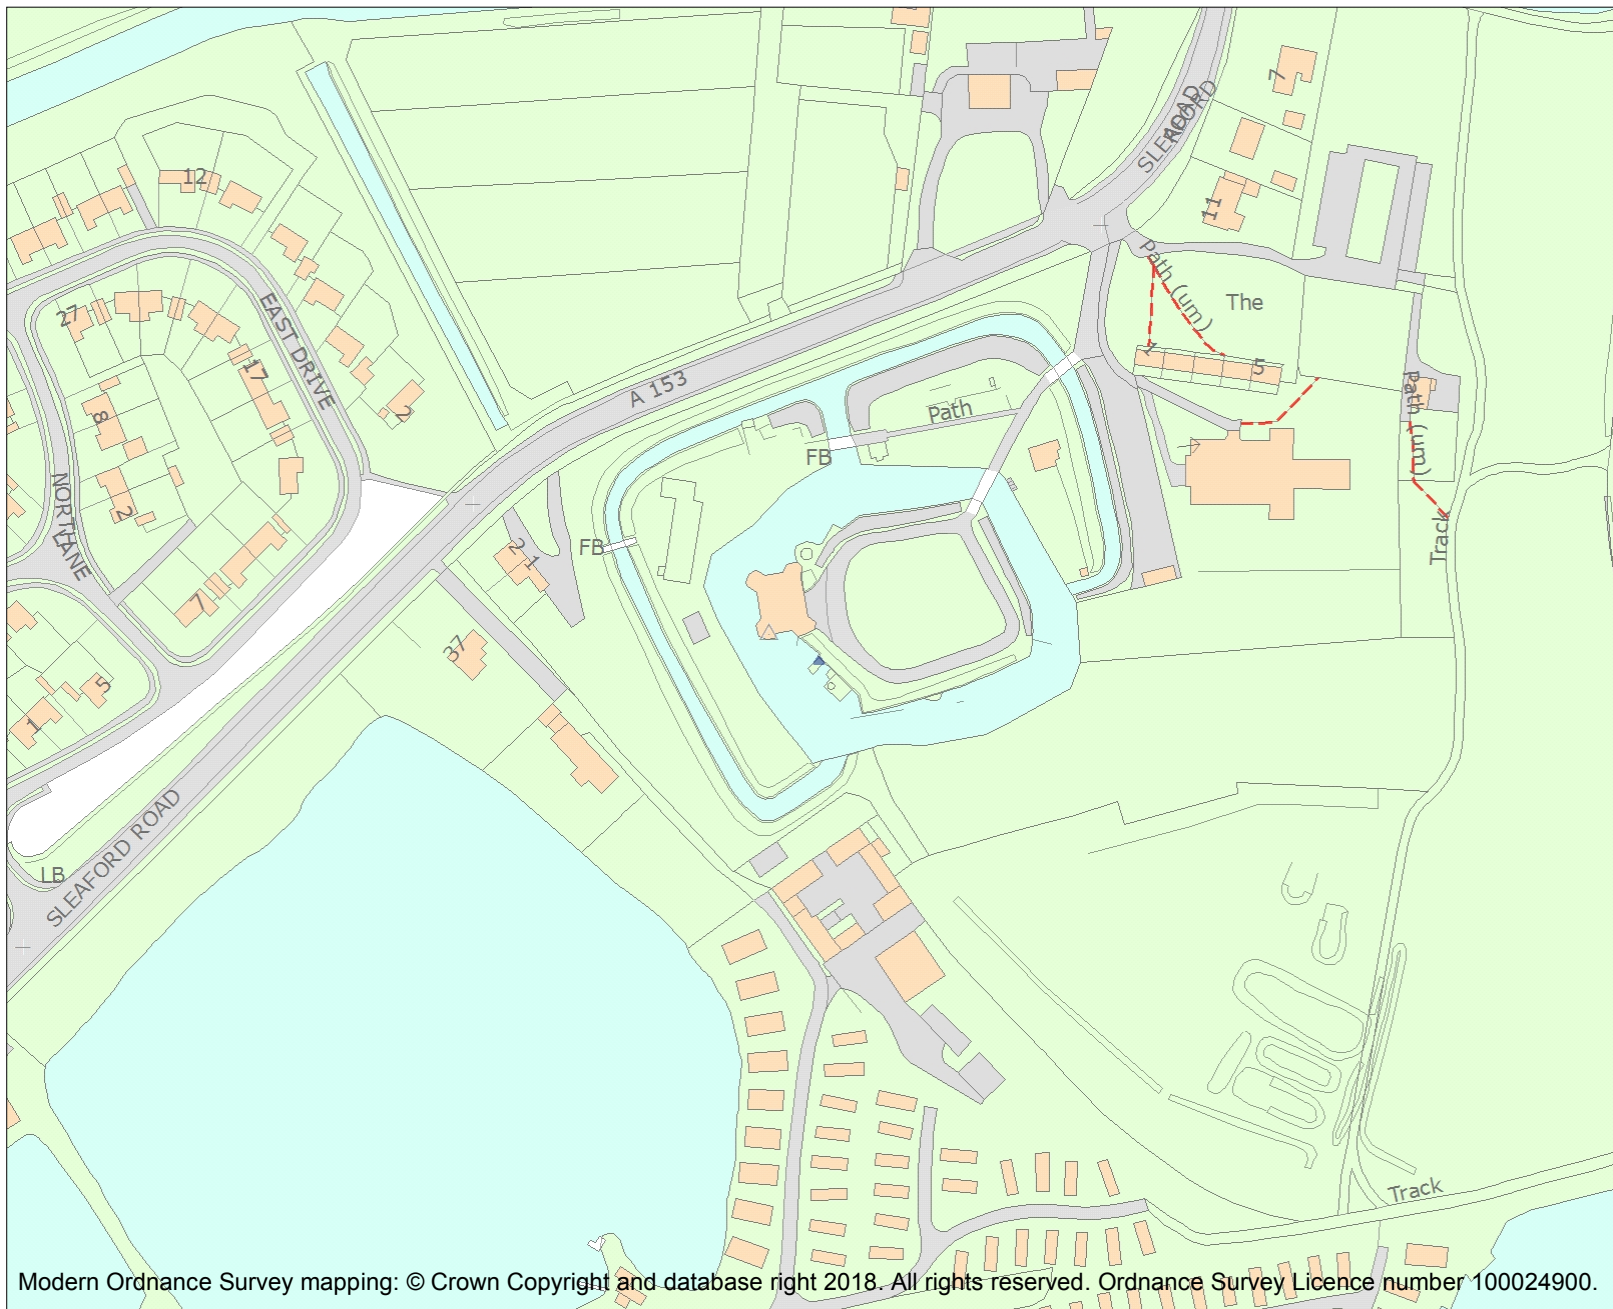 7
SLEAFORD
ROAD
12
11
Path (um)
The
27
EAST DRIVE
17
1
5
A 153
2
8
Path
Path (um)
FB
NORTH
LANE
2
FB
2
1
Track
7
37
5
1
SLEAFORD ROAD
LB
Track
Modern Ordnance Survey mapping: © Crown Copyright and database right 2018. All rights reserved. Ordnance Survey Licence number 100024900.